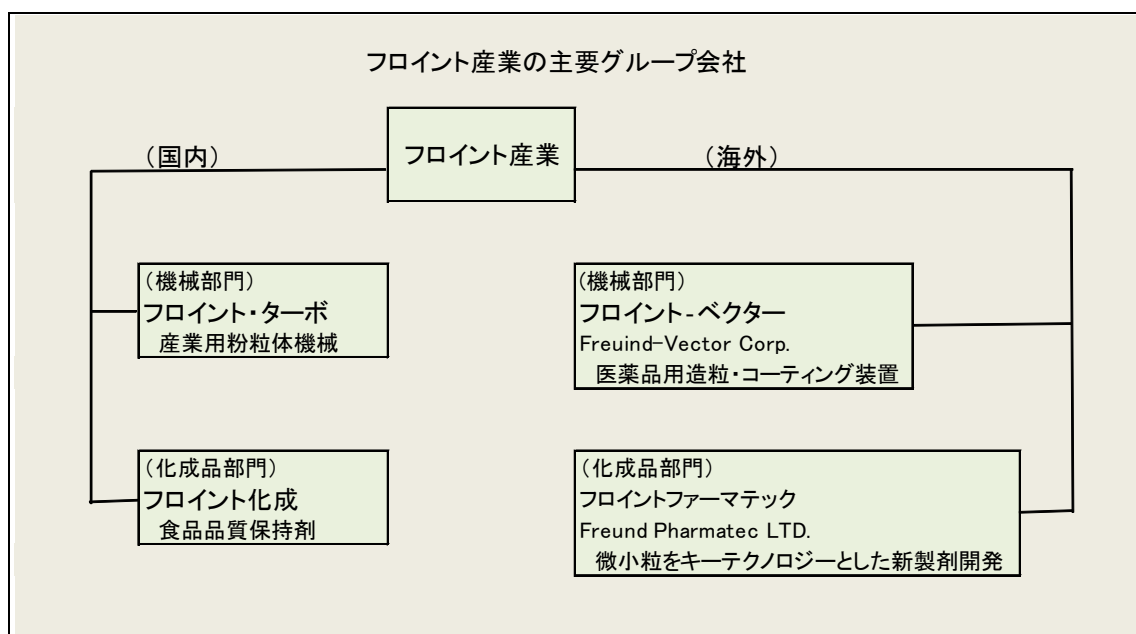 フロイント産業の主要グループ会社
フロイント産業
(国内)
(海外)
(機械部門)
フロイント・ターボ
産業用粉粒体機械
(化成品部門)
フロイント化成
食品品質保持剤
(機械部門)
フロイント-ベクター
Freuind-Vector Corp.
医薬品用造粒・コーティング装置
(化成品部門)
フロイントファーマテック
Freund Pharmatec LTD.
微小粒をキーテクノロジーとした新製剤開発